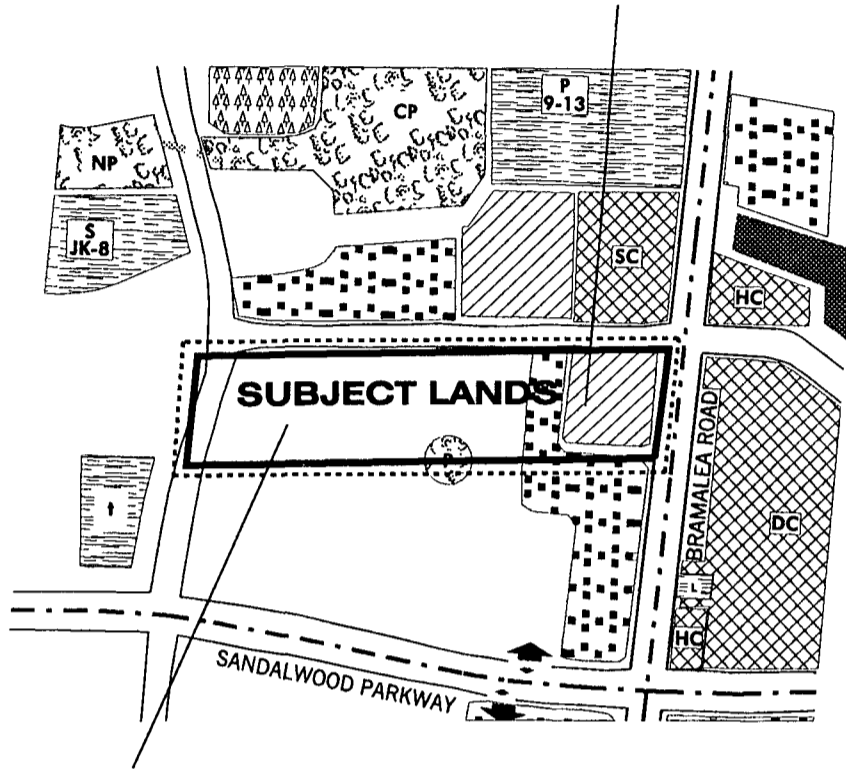 P
9-13
CP
NP
S
JK-8
SC
HC
SUBJECT LANDS
BRAMALEA ROAD
DC
L
HC
SANDALWOOD PARKWAY